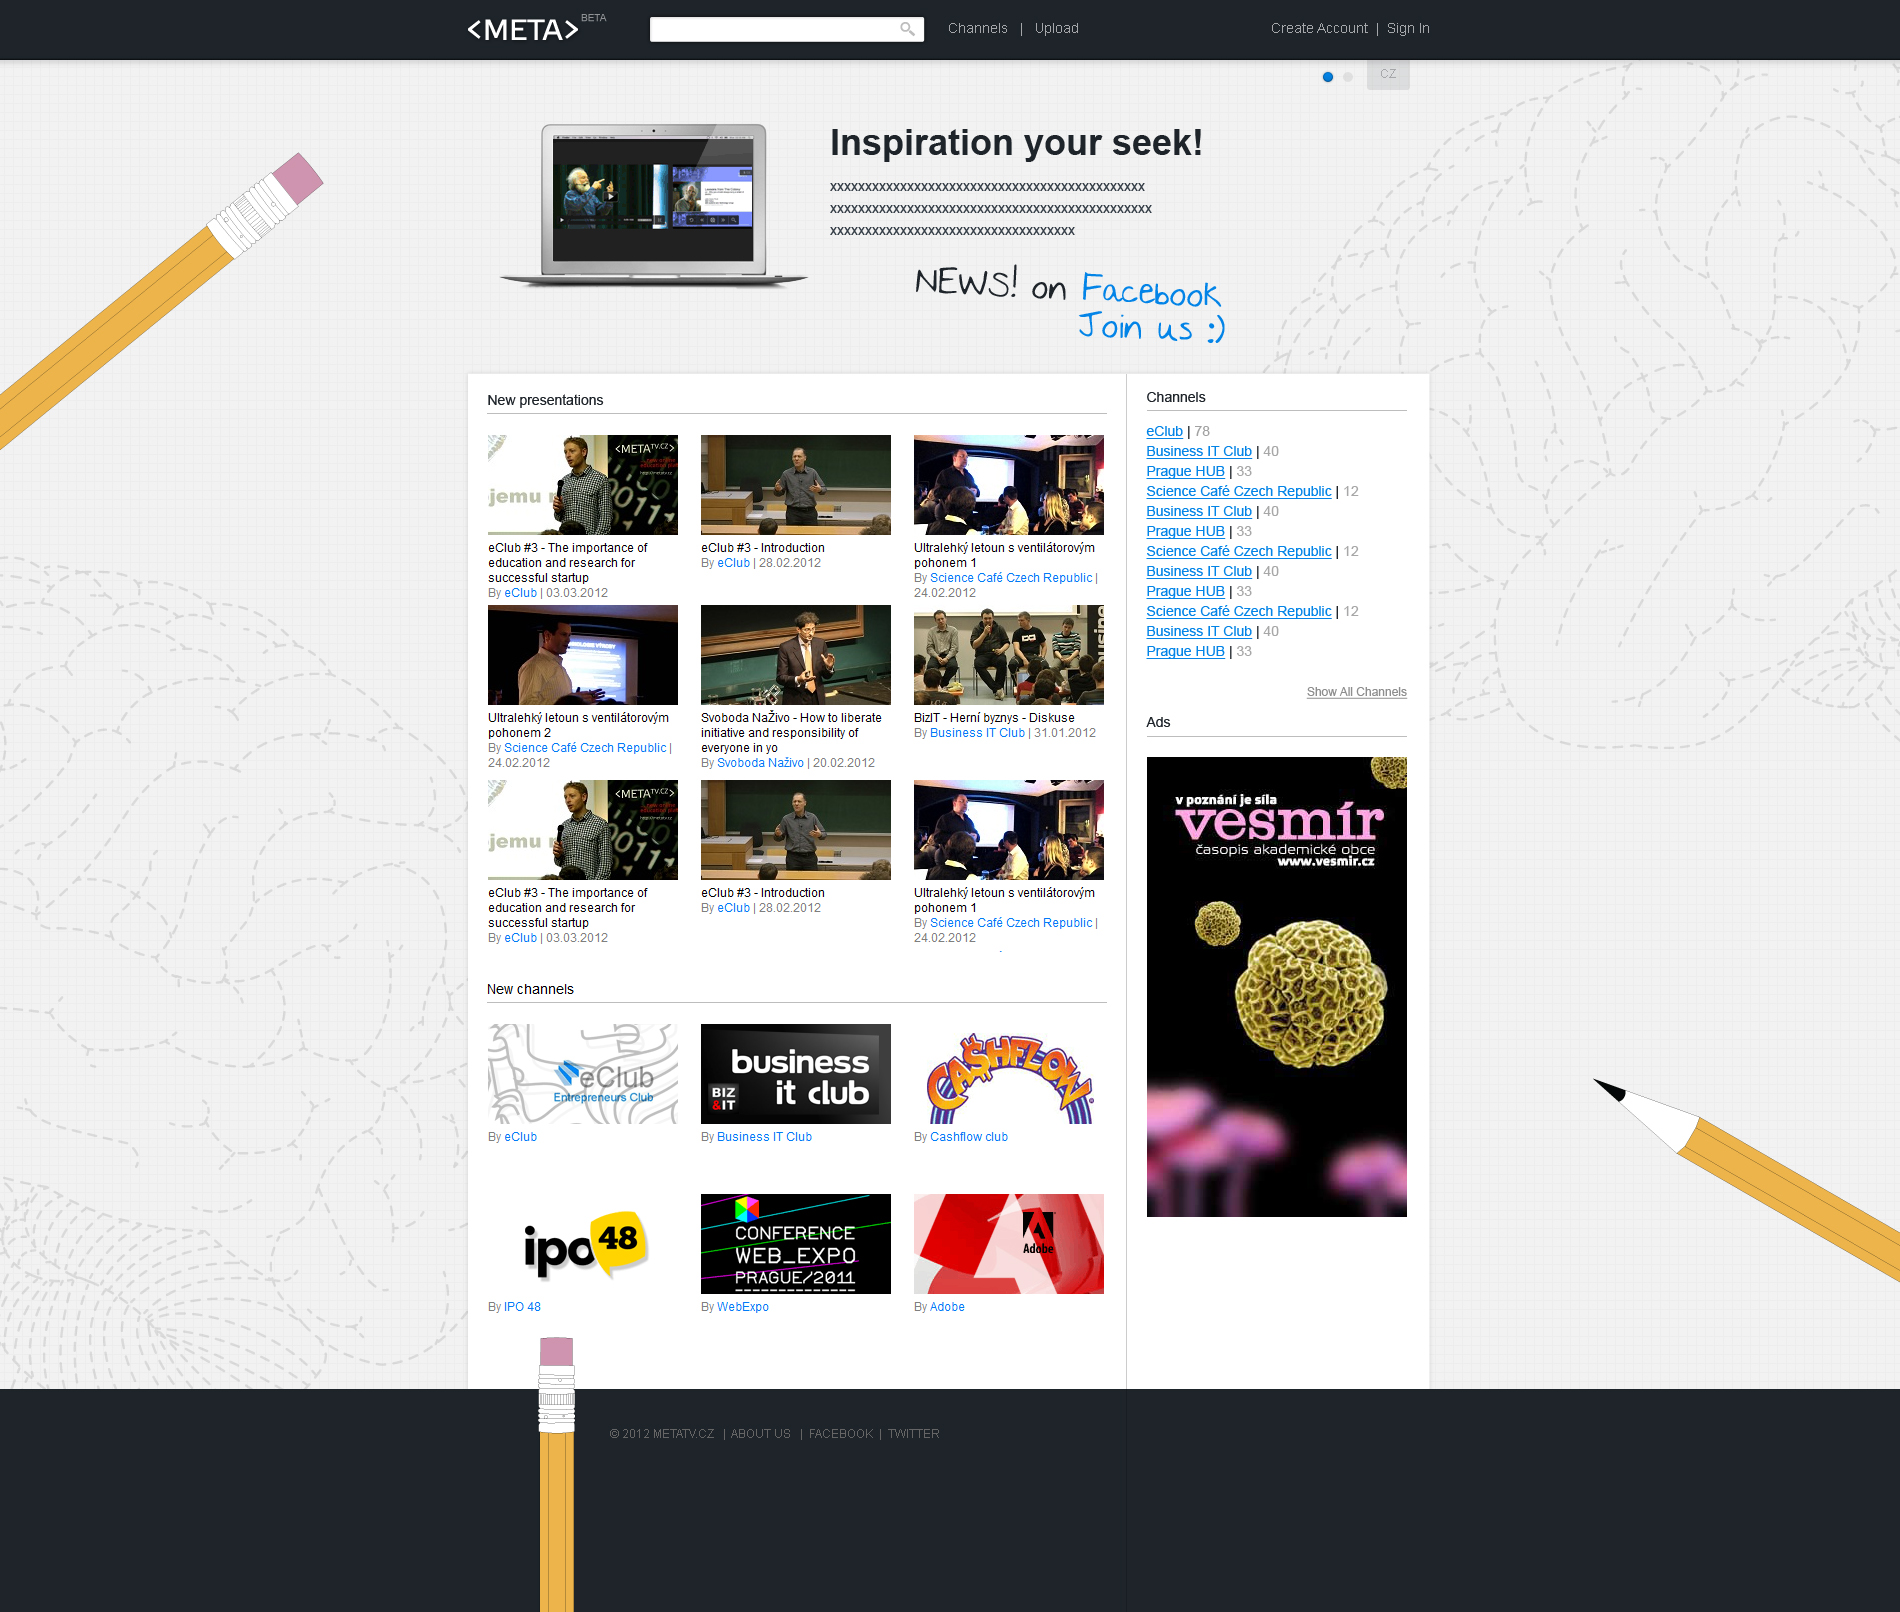 <META> BETA
Channels | Upload
Create Account | Sign In
CZ
Inspiration your seek!
xxxxxxxxxxxxxxxxxxxxxxxxxxxxxxxxxxxxxxxxxxxxx
xxxxxxxxxxxxxxxxxxxxxxxxxxxxxxxxxxxxxxxxxxxxxx
xxxxxxxxxxxxxxxxxxxxxxxxxxxxxxxxxxx
NEWS! on Facebook
Join us :)
New presentations
<METATV.CZ>
ojemu
eClub #3 - The importance of
education and research for
successful startup
By eClub | 03.03.2012
eClub #3 - Introduction
By eClub | 28.02.2012
Ultralehký letoun s ventilátorovým
pohonem 1
By Science Café Czech Republic |
24.02.2012
Ultralehký letoun s ventilátorovým
pohonem 2
By Science Café Czech Republic |
24.02.2012
Svoboda NaŽivo - How to liberate
initiative and responsibility of
everyone in yo
By Svoboda Naživo | 20.02.2012
BizIT - Herní byznys - Diskuse
By Business IT Club | 31.01.2012
<METATV.CZ>
ojemu
eClub #3 - The importance of
education and research for
successful startup
By eClub | 03.03.2012
eClub #3 - Introduction
By eClub | 28.02.2012
Ultralehký letoun s ventilátorovým
pohonem 1
By Science Café Czech Republic |
24.02.2012
New channels
eClub
Entrepreneurs Club
By eClub
business
it club
BIZ
&IT
By Business IT Club
CA$HFLOW
By Cashflow club
ipo48
By IPO 48
CONFERENCE
WEB_EXPO
PRAGUE/2011
By WebExpo
Adobe
By Adobe
Channels
eClub | 78
Business IT Club | 40
Prague HUB | 33
Science Café Czech Republic | 12
Business IT Club | 40
Prague HUB | 33
Science Café Czech Republic | 12
Business IT Club | 40
Prague HUB | 33
Science Café Czech Republic | 12
Business IT Club | 40
Prague HUB | 33
Show All Channels
Ads
v poznání je síla
vesmír
časopis akademické obce
www.vesmir.cz
© 2012 METATV.CZ | ABOUT US | FACEBOOK | TWITTER